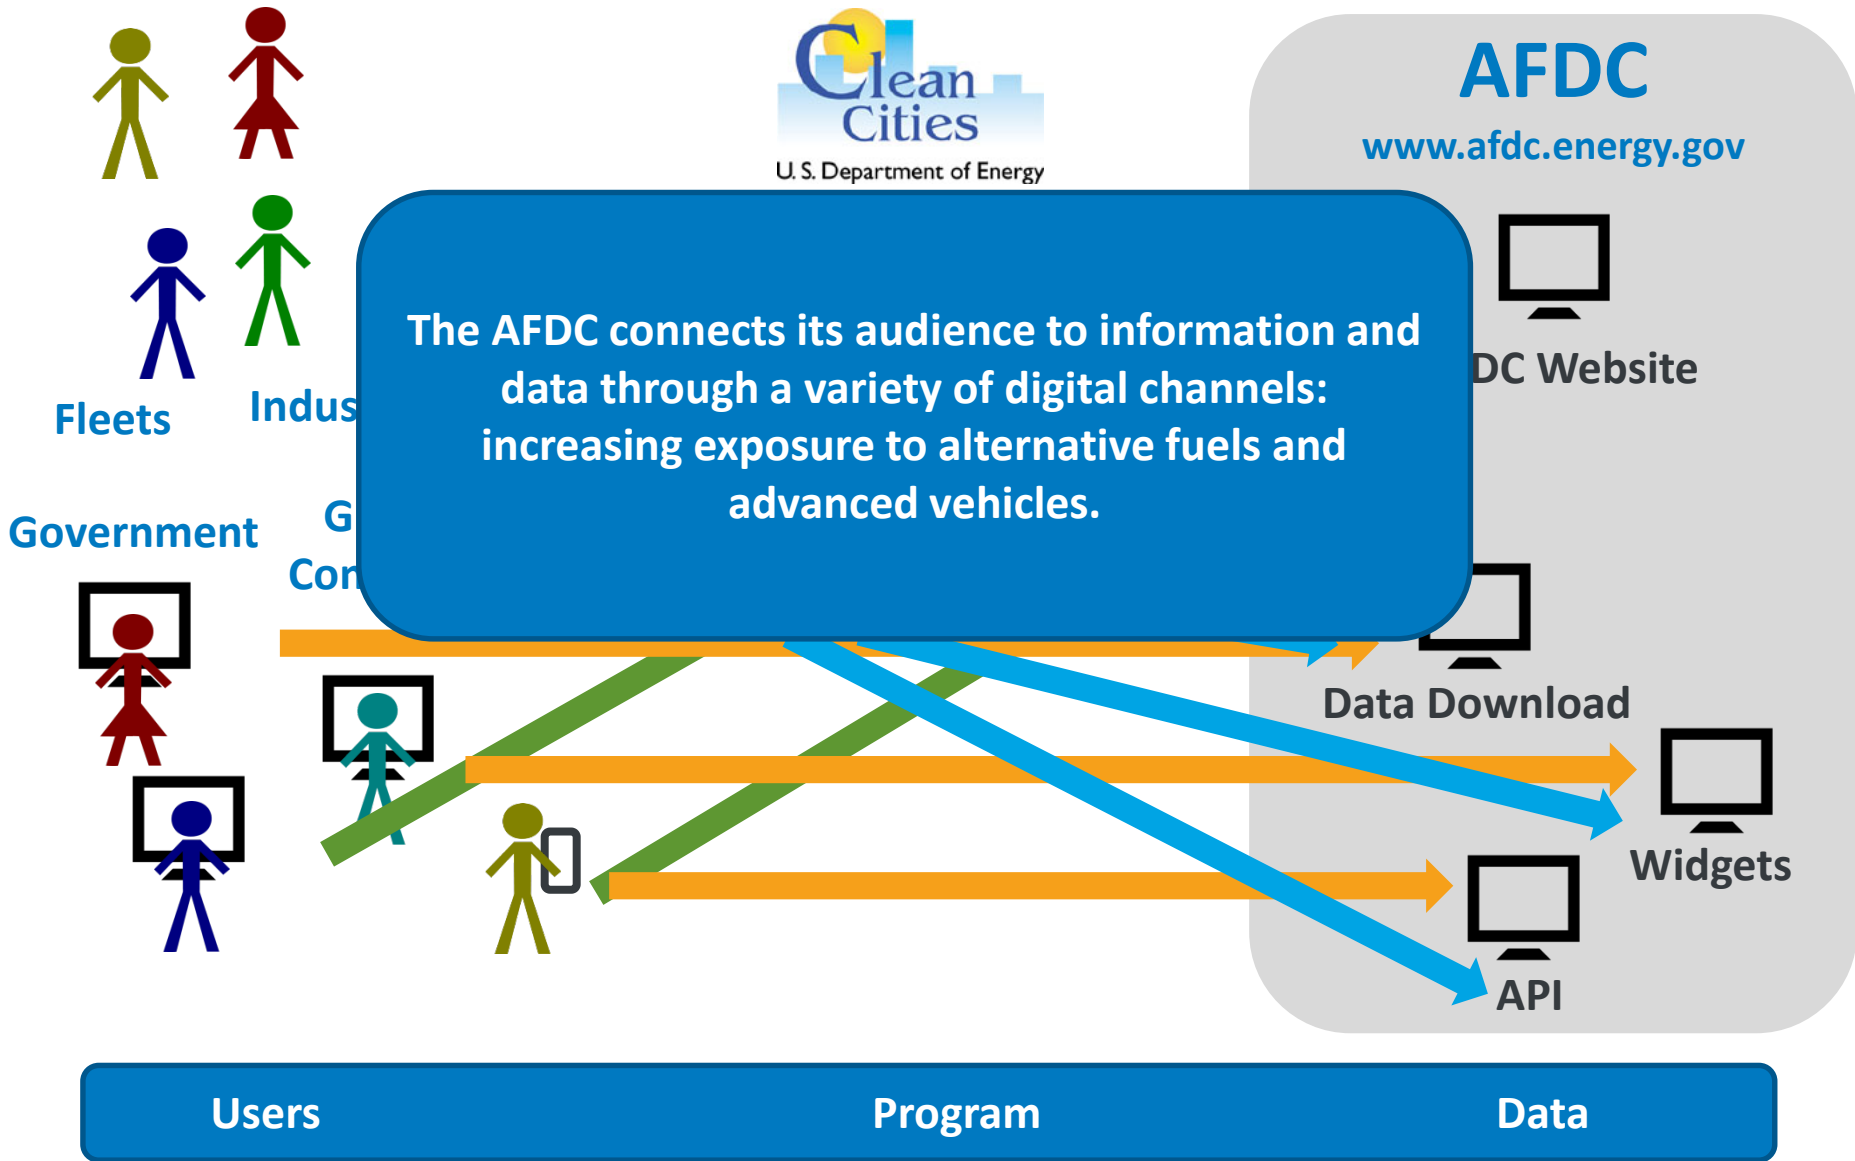 Clean
Cities
U.S. Department of Energy
AFDC
www.afdc.energy.gov
The AFDC connects its audience to information and
data through a variety of digital channels:
increasing exposure to alternative fuels and
advanced vehicles.
DC Website
Fleets
Indus
Government
G
Con
Data Download
Widgets
API
Users
Program
Data